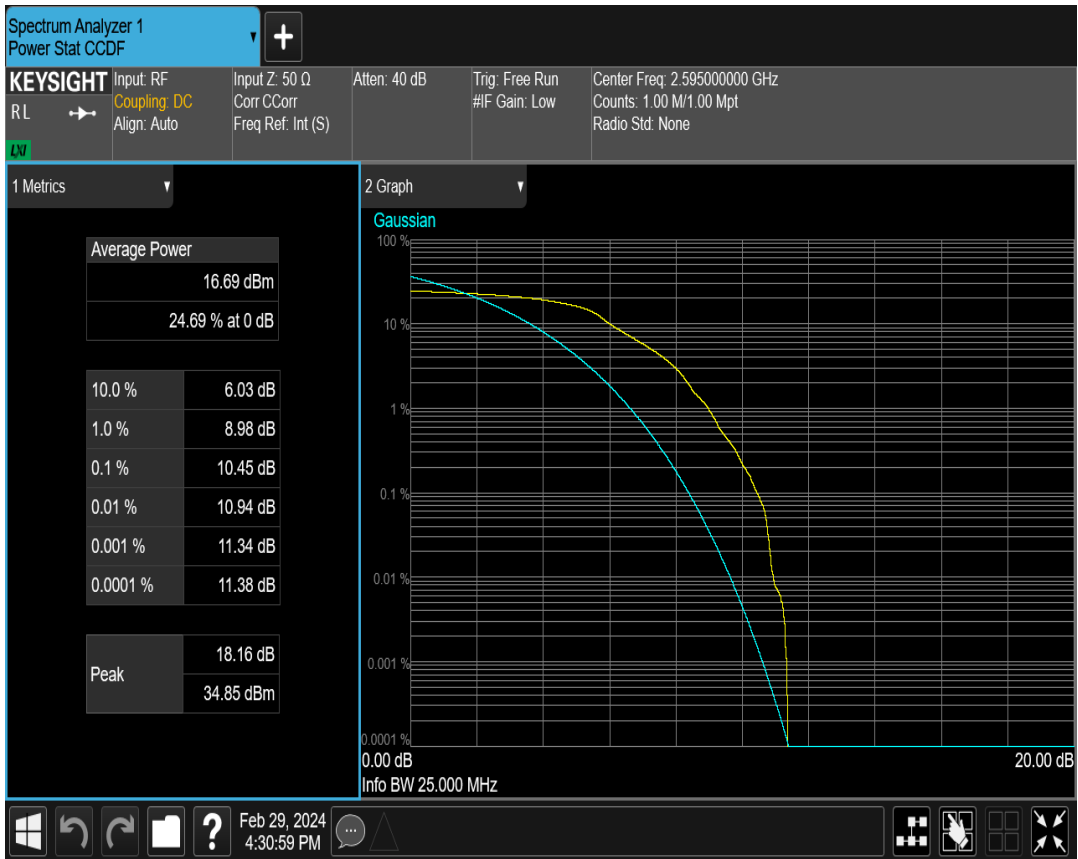 Spectrum Analyzer 1
Power Stat CCDF
KEYSIGHT
RL
LXI
Input: RF
Coupling: DC
Align: Auto
Input Z: 50 Ω
Corr CCorr
Freq Ref: Int (S)
Atten: 40 dB
Trig: Free Run
#IF Gain: Low
Center Freq: 2.595000000 GHz
Counts: 1.00 M/1.00 Mpt
Radio Std: None
1 Metrics
Average Power
16.69 dBm
24.69 % at 0 dB
10.0 % 6.03 dB
1.0 % 8.98 dB
0.1 % 10.45 dB
0.01 % 10.94 dB
0.001 % 11.34 dB
0.0001 % 11.38 dB
Peak
18.16 dB
34.85 dBm
2 Graph
Gaussian
100 %
10 %
1 %
0.1 %
0.01 %
0.001 %
0.0001 %
0.00 dB 20.00 dB
Info BW 25.000 MHz
Feb 29, 2024
4:30:59 PM